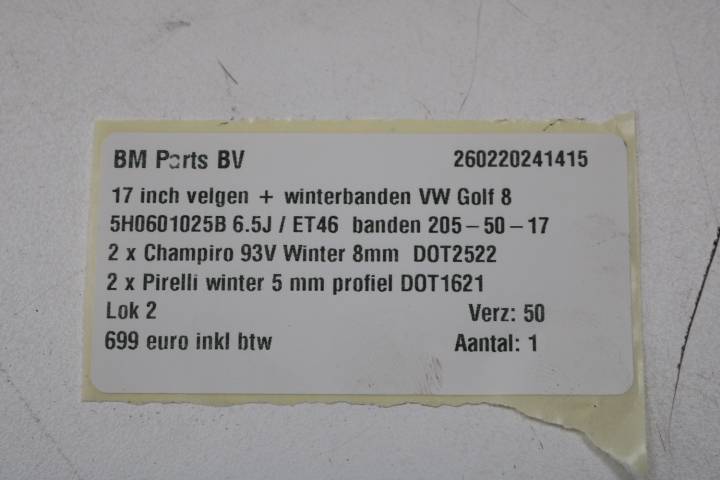 BM Parts BV 260220241415
17 inch velgen + winterbanden VW Golf 8
5H0601025B 6.5J / ET46 banden 205-50-17
2 x Champiro 93V Winter 8mm DOT2522
2 x Pirelli winter 5 mm profiel DOT1621
Lok 2 Verz: 50
699 euro inkl btw Aantal: 1